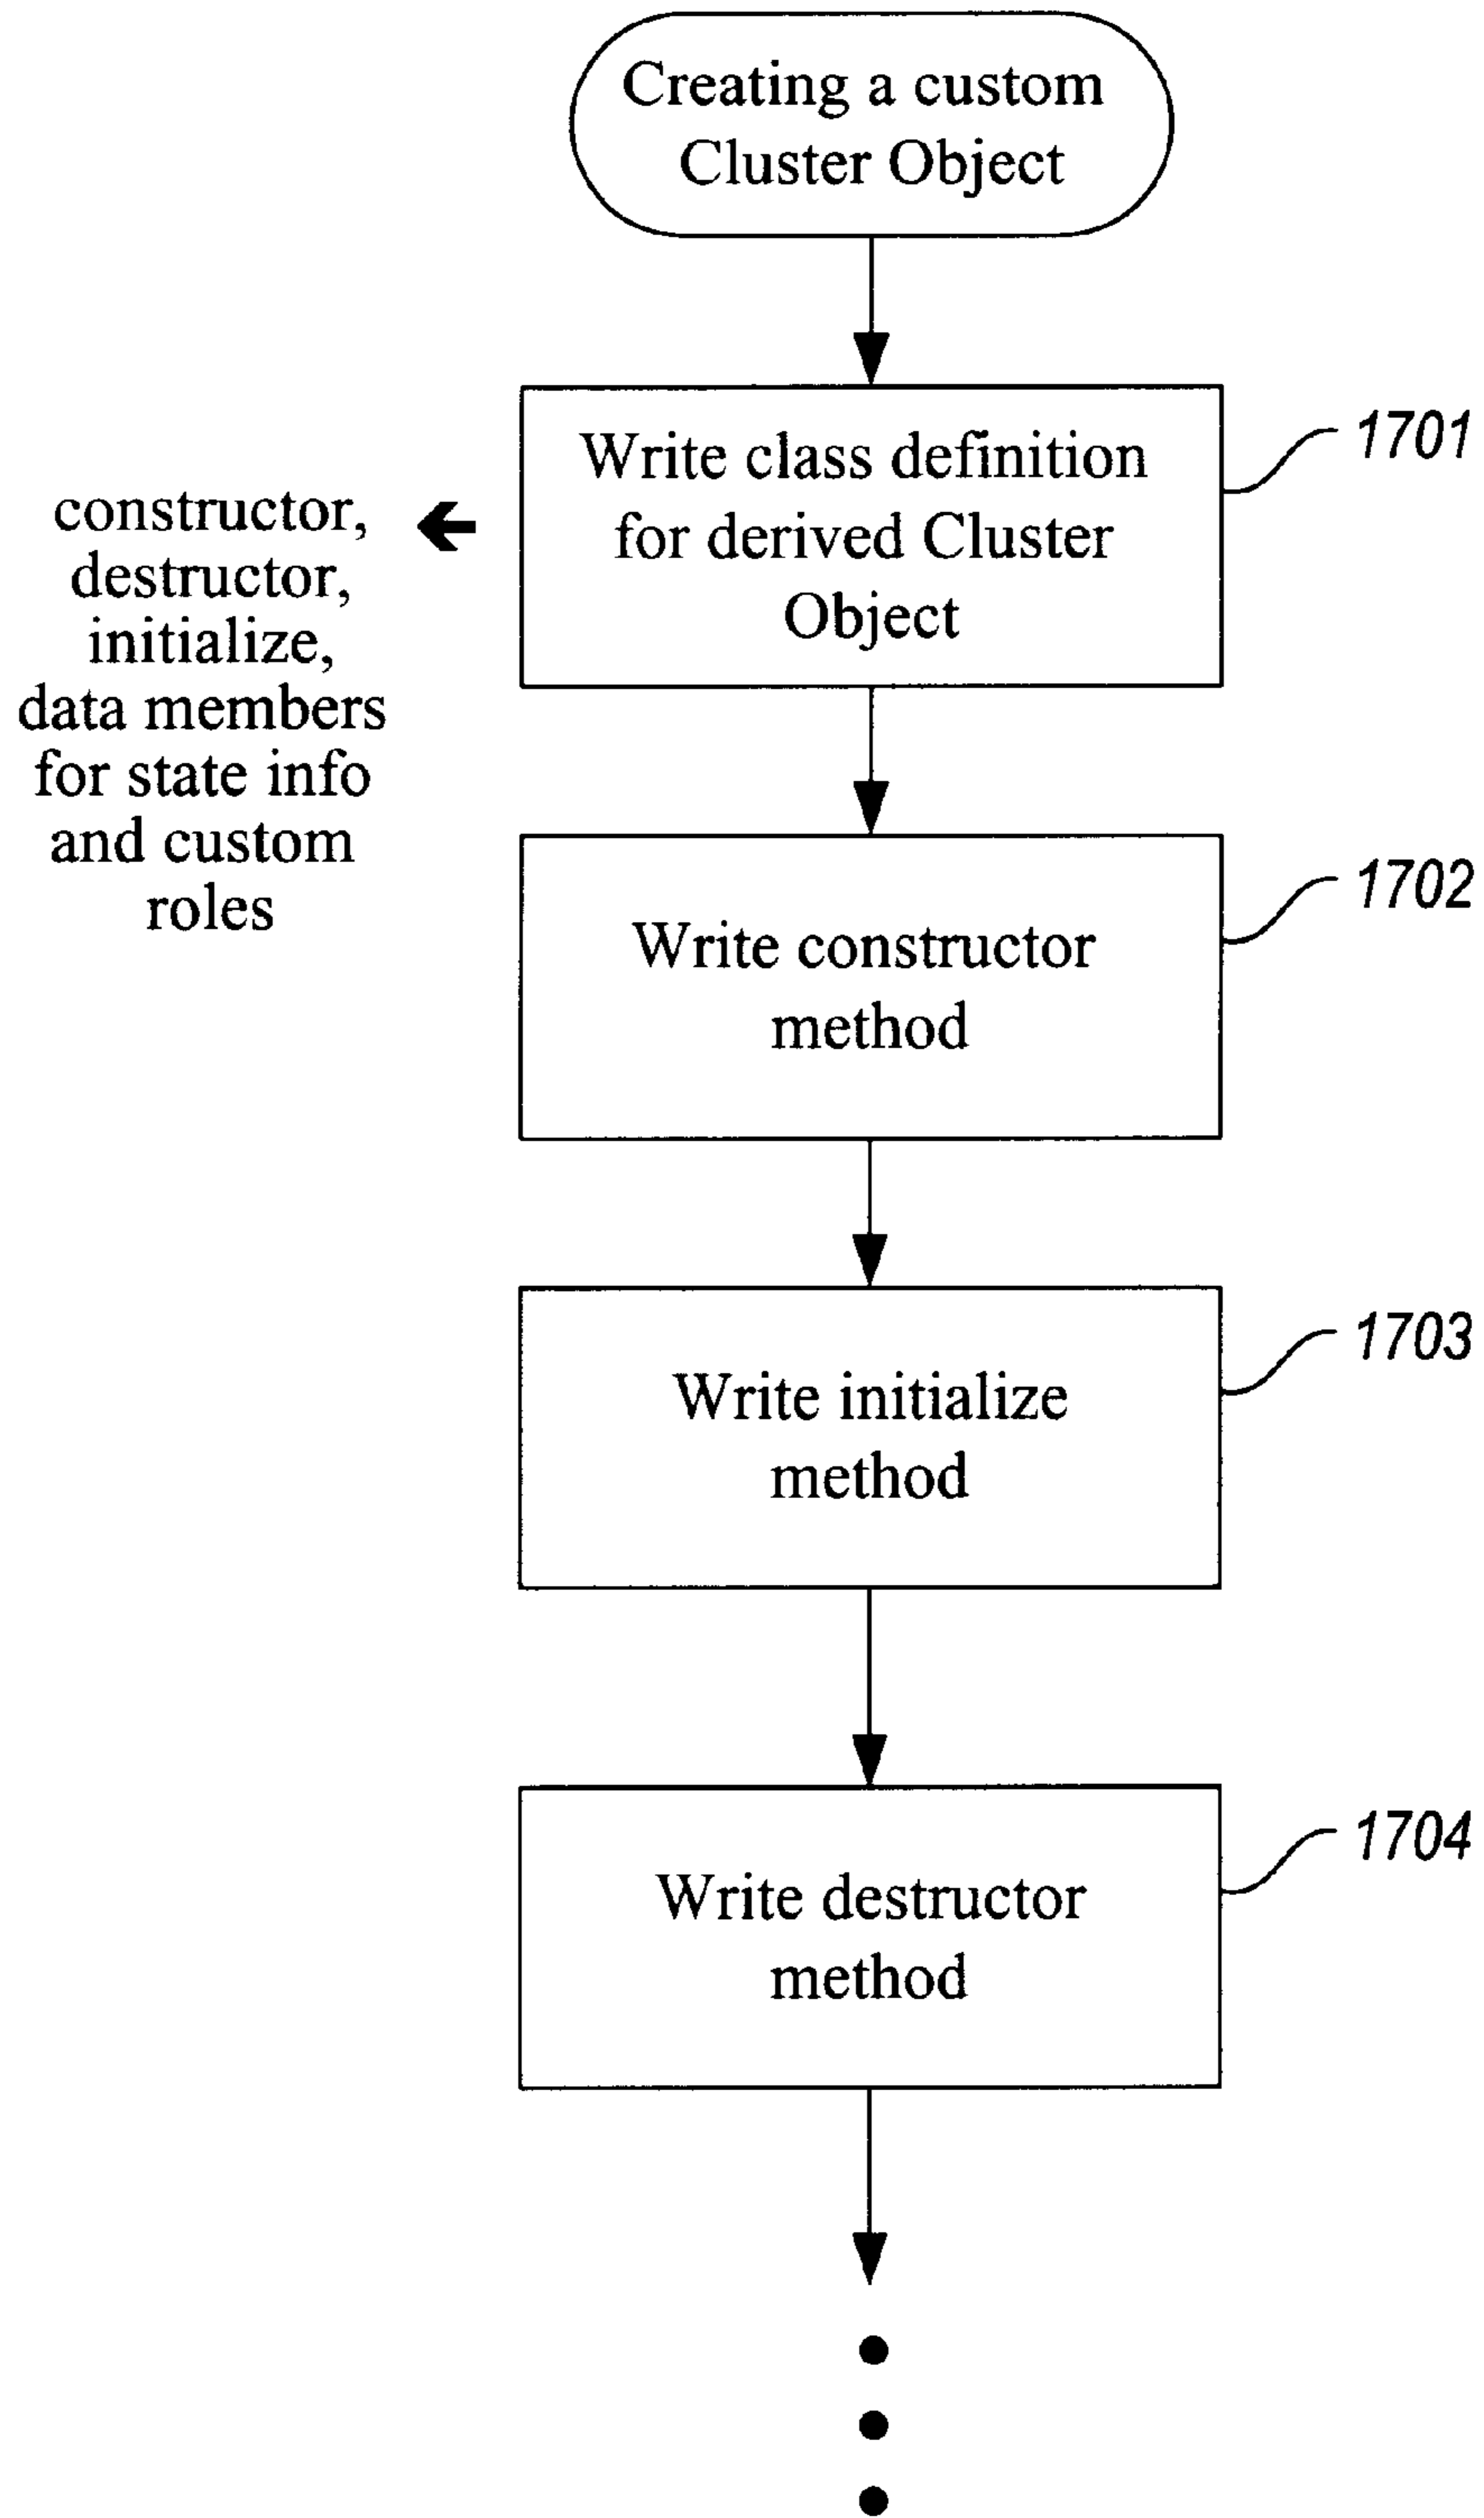 Creating a custom
Cluster Object
Write class definition
for derived Cluster
Object
1701
constructor,
destructor,
initialize,
data members
for state info
and custom
roles
Write constructor
method
1702
Write initialize
method
1703
Write destructor
method
1704